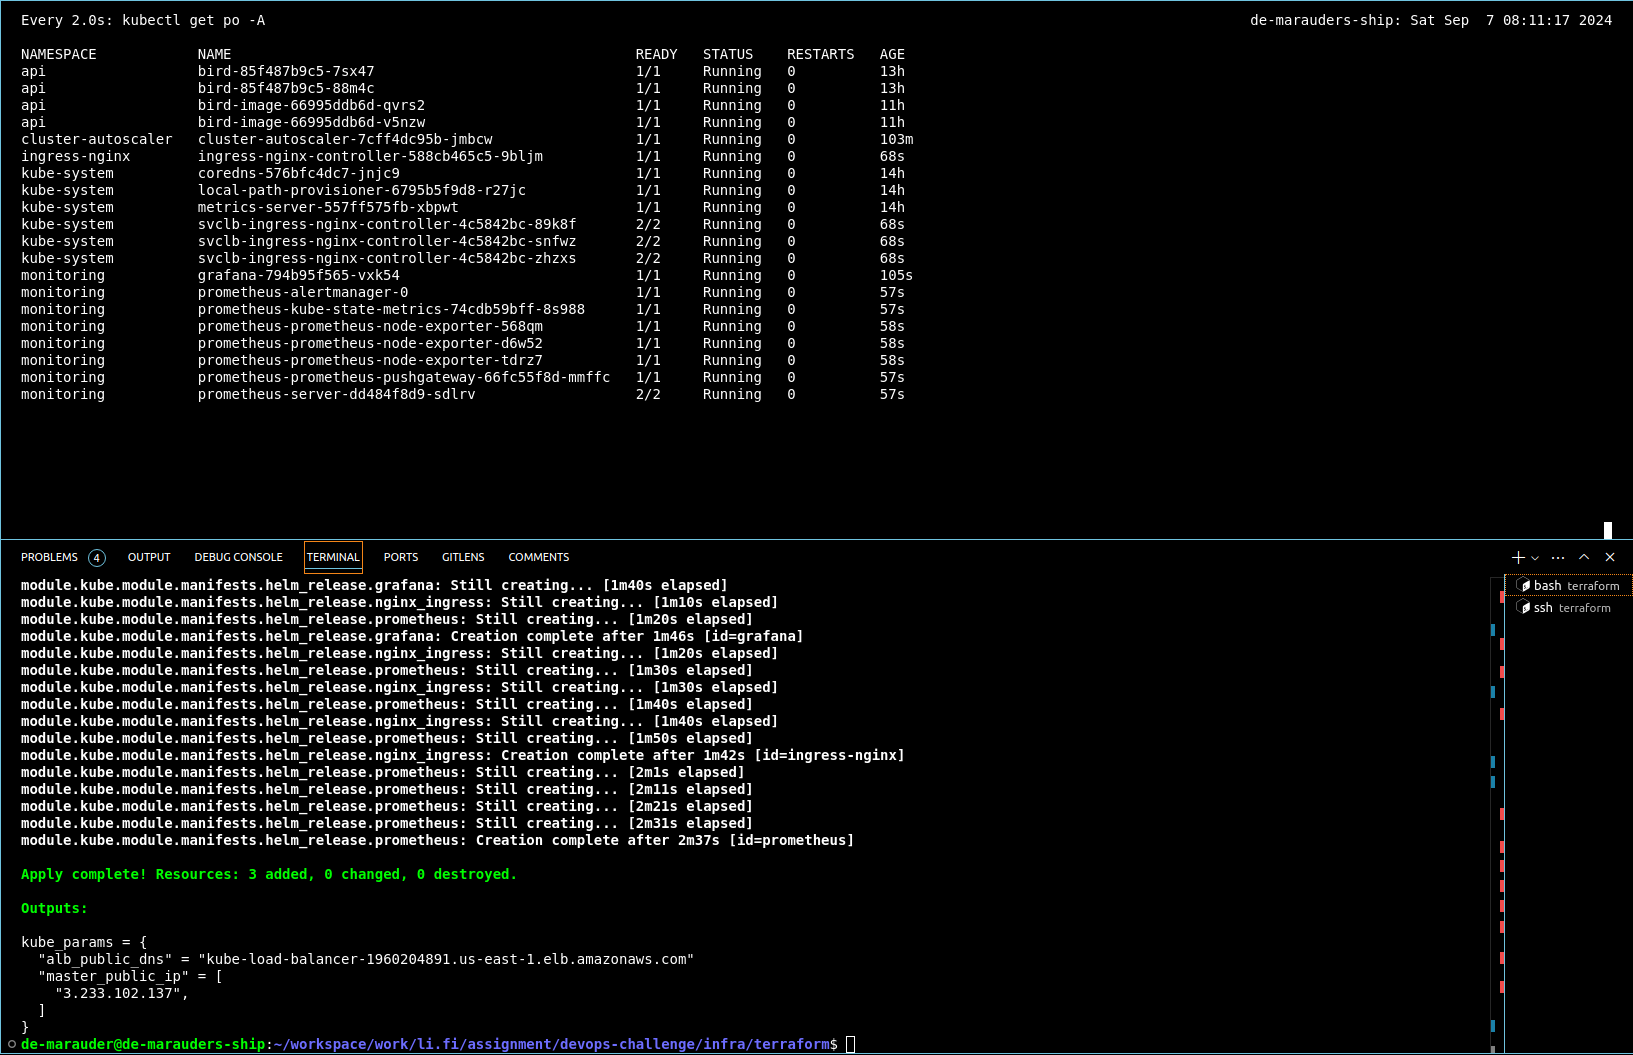 Every 2.0s: kubectl get po -A de-marauders-ship: Sat Sep  7 08:11:17 2024
NAMESPACE NAME READY STATUS RESTARTS AGE
api bird-85f487b9c5-7sx47 1/1 Running 0 13h
api bird-85f487b9c5-88m4c 1/1 Running 0 13h
api bird-image-66995ddb6d-qvrs2 1/1 Running 0 11h
api bird-image-66995ddb6d-v5nzw 1/1 Running 0 11h
cluster-autoscaler cluster-autoscaler-7cff4dc95b-jmbcw 1/1 Running 0 103m
ingress-nginx ingress-nginx-controller-588cb465c5-9bljm 1/1 Running 0 68s
kube-system coredns-576bfc4dc7-jnjc9 1/1 Running 0 14h
kube-system local-path-provisioner-6795b5f9d8-r27jc 1/1 Running 0 14h
kube-system metrics-server-557ff575fb-xbpwt 1/1 Running 0 14h
kube-system svclb-ingress-nginx-controller-4c5842bc-89k8f 2/2 Running 0 68s
kube-system svclb-ingress-nginx-controller-4c5842bc-snfwz 2/2 Running 0 68s
kube-system svclb-ingress-nginx-controller-4c5842bc-zhzxs 2/2 Running 0 68s
monitoring grafana-794b95f565-vxk54 1/1 Running 0 105s
monitoring prometheus-alertmanager-0 1/1 Running 0 57s
monitoring prometheus-kube-state-metrics-74cdb59bff-8s988 1/1 Running 0 57s
monitoring prometheus-prometheus-node-exporter-568qm 1/1 Running 0 58s
monitoring prometheus-prometheus-node-exporter-d6w52 1/1 Running 0 58s
monitoring prometheus-prometheus-node-exporter-tdrz7 1/1 Running 0 58s
monitoring prometheus-prometheus-pushgateway-66fc55f8d-mmffc 1/1 Running 0 57s
monitoring prometheus-server-dd484f8d9-sdlrv 2/2 Running 0 57s
PROBLEMS 4 OUTPUT DEBUG CONSOLE TERMINAL PORTS GITLENS COMMENTS
module.kube.module.manifests.helm_release.grafana: Still creating... [1m40s elapsed]
module.kube.module.manifests.helm_release.nginx_ingress: Still creating... [1m10s elapsed]
module.kube.module.manifests.helm_release.prometheus: Still creating... [1m20s elapsed]
module.kube.module.manifests.helm_release.grafana: Creation complete after 1m46s [id=grafana]
module.kube.module.manifests.helm_release.nginx_ingress: Still creating... [1m20s elapsed]
module.kube.module.manifests.helm_release.prometheus: Still creating... [1m30s elapsed]
module.kube.module.manifests.helm_release.nginx_ingress: Still creating... [1m30s elapsed]
module.kube.module.manifests.helm_release.prometheus: Still creating... [1m40s elapsed]
module.kube.module.manifests.helm_release.nginx_ingress: Still creating... [1m40s elapsed]
module.kube.module.manifests.helm_release.prometheus: Still creating... [1m50s elapsed]
module.kube.module.manifests.helm_release.nginx_ingress: Creation complete after 1m42s [id=ingress-nginx]
module.kube.module.manifests.helm_release.prometheus: Still creating... [2m1s elapsed]
module.kube.module.manifests.helm_release.prometheus: Still creating... [2m11s elapsed]
module.kube.module.manifests.helm_release.prometheus: Still creating... [2m21s elapsed]
module.kube.module.manifests.helm_release.prometheus: Still creating... [2m31s elapsed]
module.kube.module.manifests.helm_release.prometheus: Creation complete after 2m37s [id=prometheus]
Apply complete! Resources: 3 added, 0 changed, 0 destroyed.
Outputs:
kube_params = {
"alb_public_dns" = "kube-load-balancer-1960204891.us-east-1.elb.amazonaws.com"
"master_public_ip" = [
"3.233.102.137",
]
}
de-marauder@de-marauders-ship:~/workspace/work/li.fi/assignment/devops-challenge/infra/terraform$
bash terraform
ssh terraform